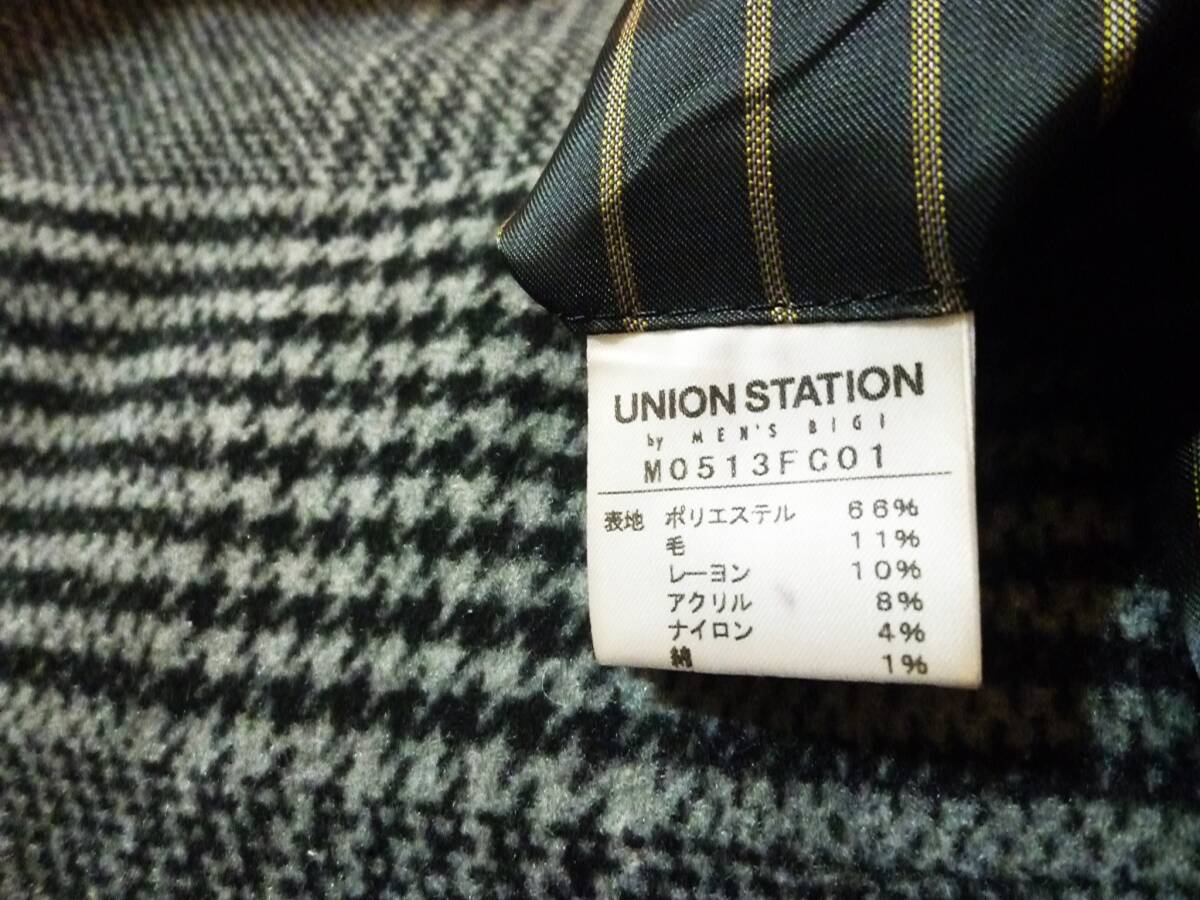 UNION STATION
by MEN'S BIGI
M0513FC01
表地 ポリエステル 66%
毛 11%
レーヨン 10%
アクリル 8%
ナイロン 4%
綿 1%